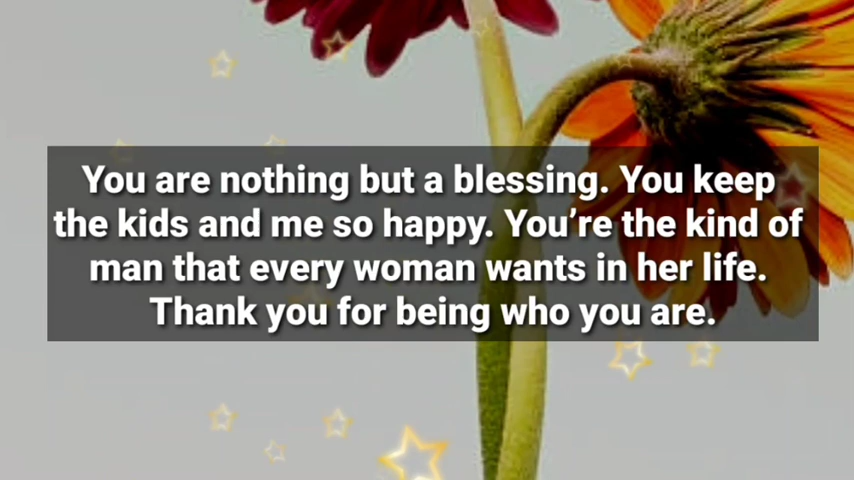 You are nothing but a blessing. You keep
the kids and me so happy. You’re the kind of
man that every woman wants in her life.
Thank you for being who you are.